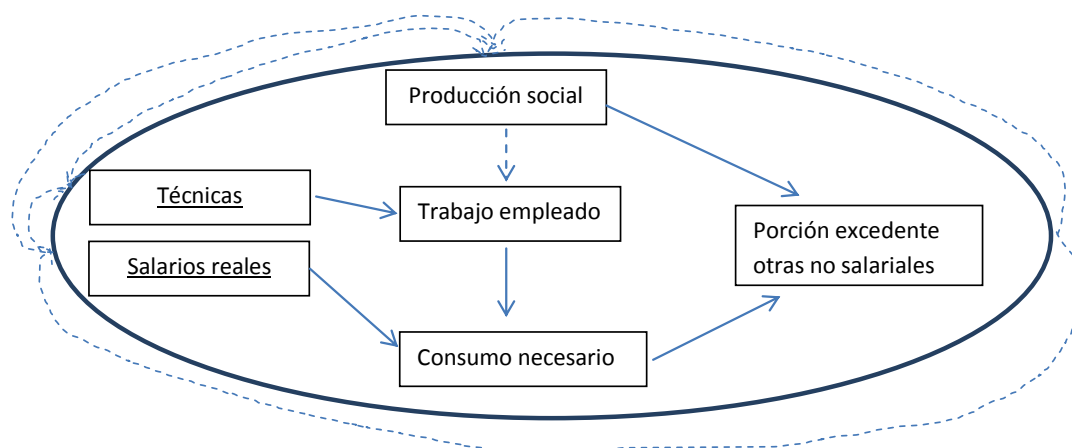 Producción social
Técnicas
Trabajo empleado
Salarios reales
Porción excedente
otras no salariales
Consumo necesario